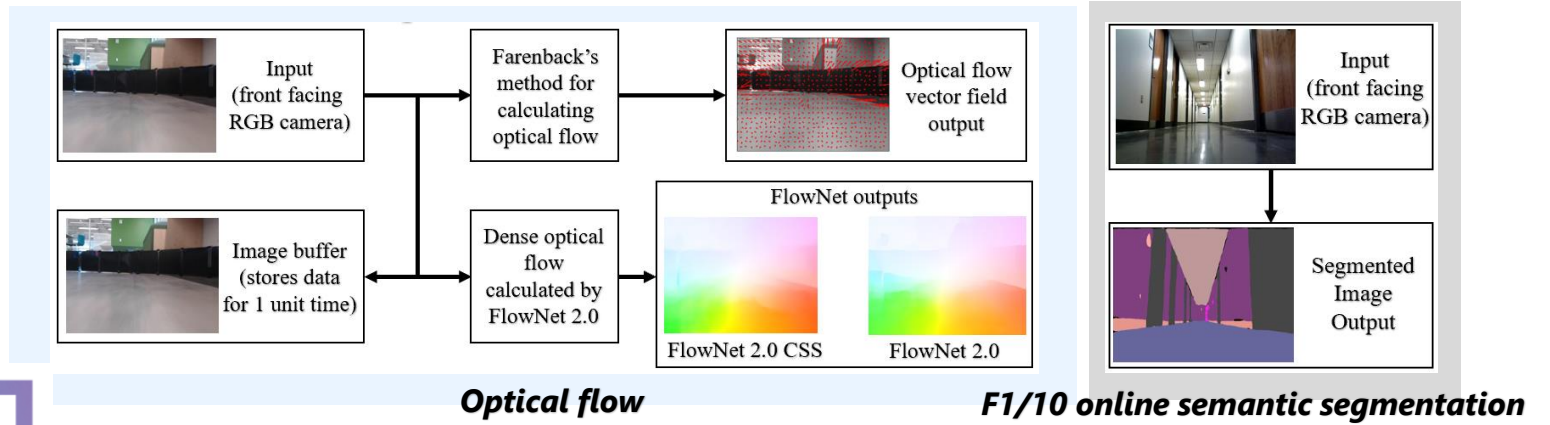 Input
(front facing
RGB camera)
Farenback's
method for
calculating
optical flow
Optical flow
vector field
output
Image buffer
(stores data
for 1 unit time)
Dense optical
flow
calculated by
FlowNet 2.0
FlowNet outputs
FlowNet 2.0 CSS
FlowNet 2.0
Optical flow
Input
(front facing
RGB camera)
Segmented
Image
Output
F1/10 online semantic segmentation